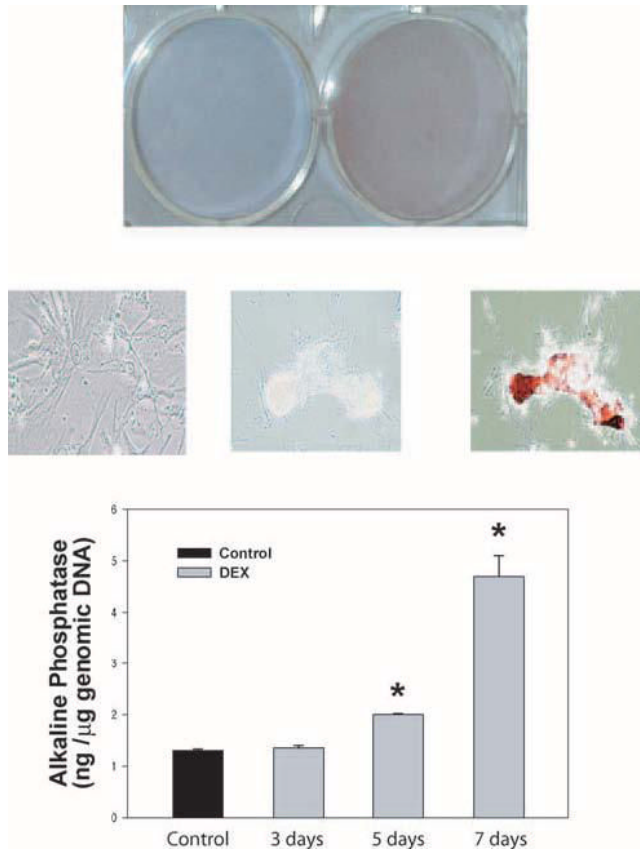 6
Control
DEX
5
4
3
2
1
0
*
*
Alkaline Phosphatase
(ng /µg genomic DNA)
Control 3 days 5 days 7 days